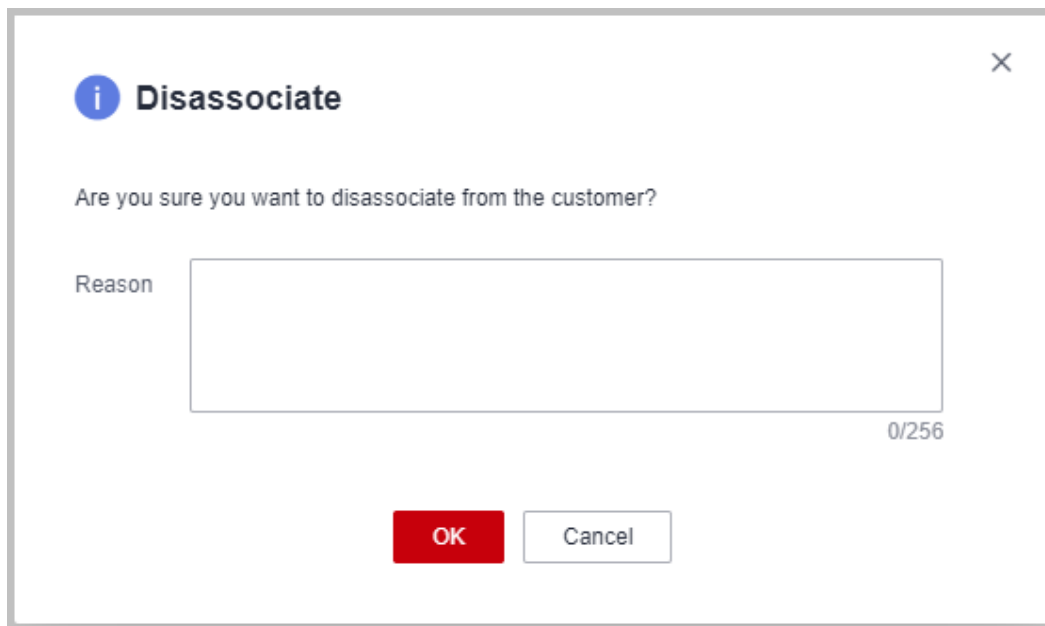 Disassociate
Are you sure you want to disassociate from the customer?
Reason
0/256
OK Cancel